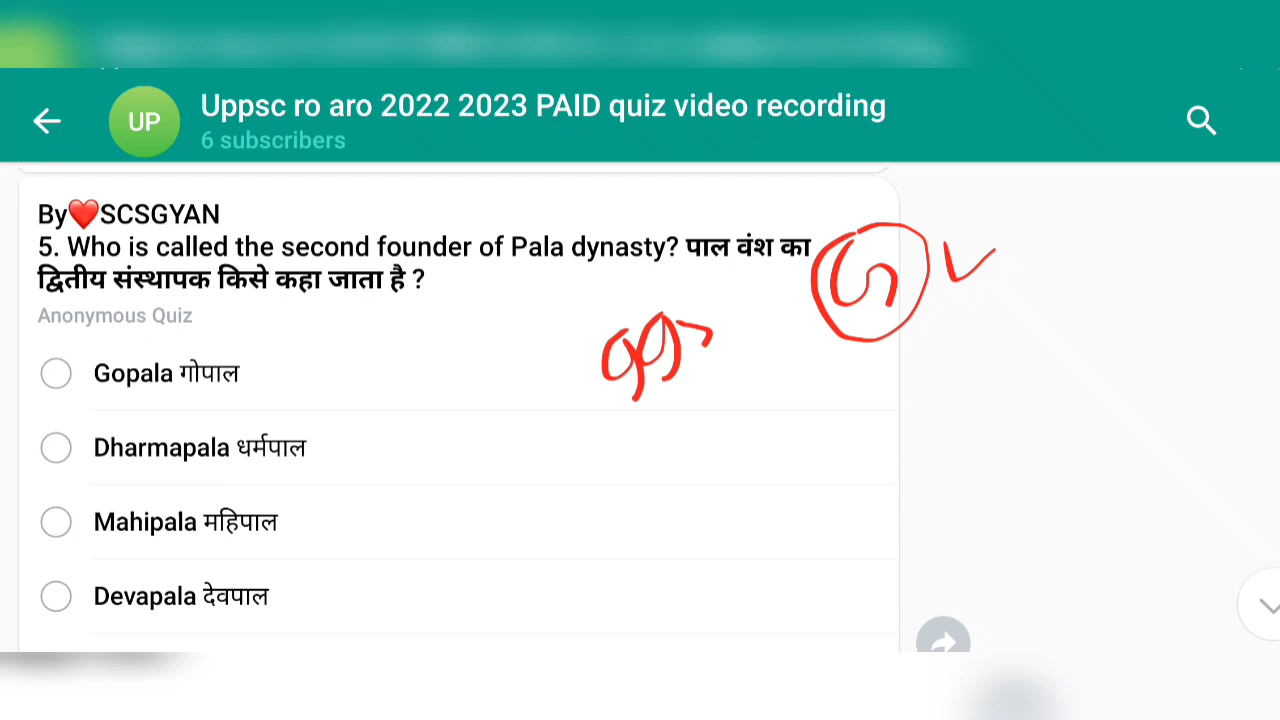 UP
Uppsc ro aro 2022 2023 PAID quiz video recording
6 subscribers
By❤️SCSGYAN
5. Who is called the second founder of Pala dynasty? पाल वंश का
द्वितीय संस्थापक किसे कहा जाता है ?
Anonymous Quiz
Gopala गोपाल
Dharmapala धर्मपाल
Mahipala महिपाल
Devapala देवपाल